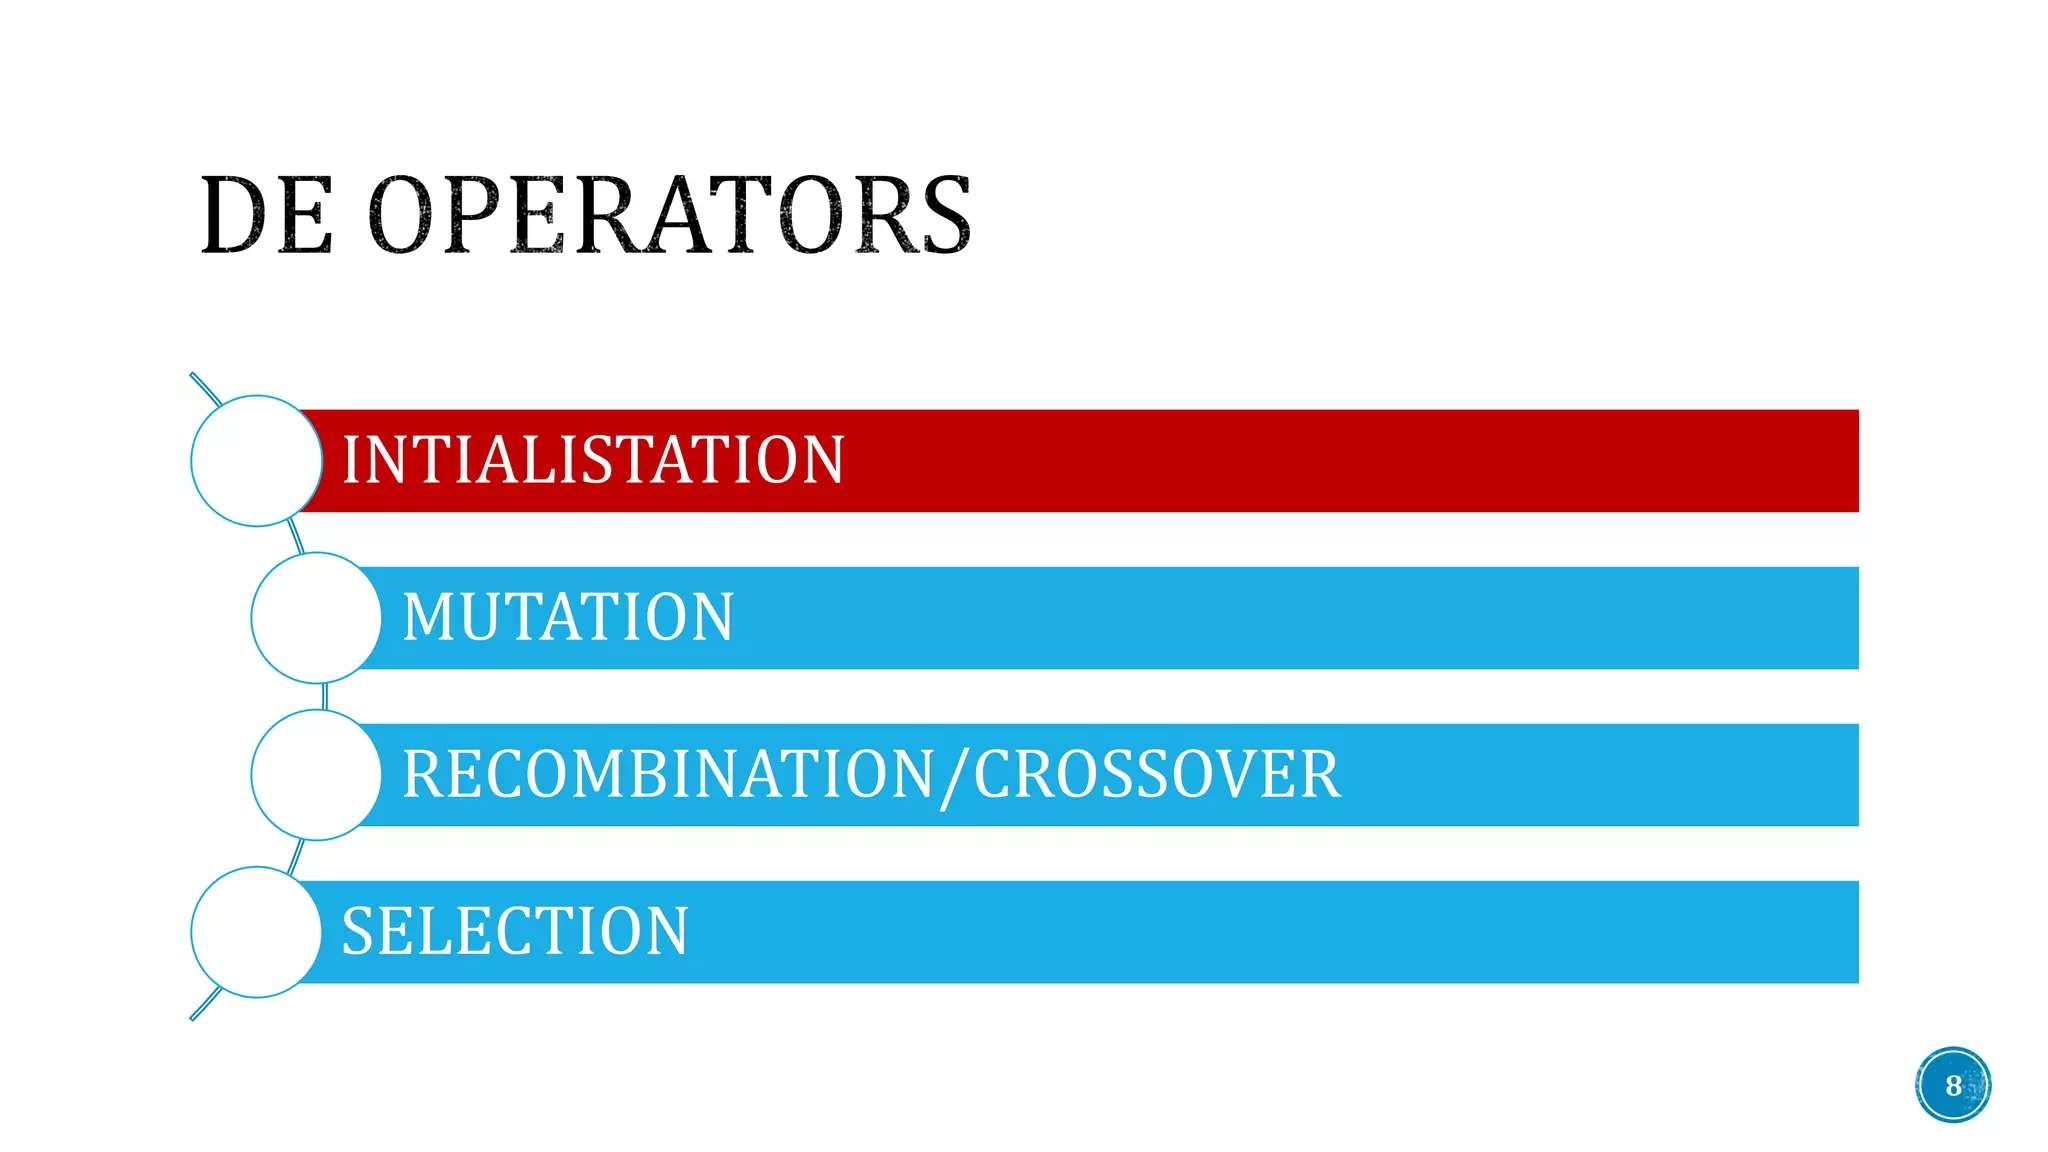 DE OPERATORS
INTIALISTATION
MUTATION
RECOMBINATION/CROSSOVER
SELECTION
8